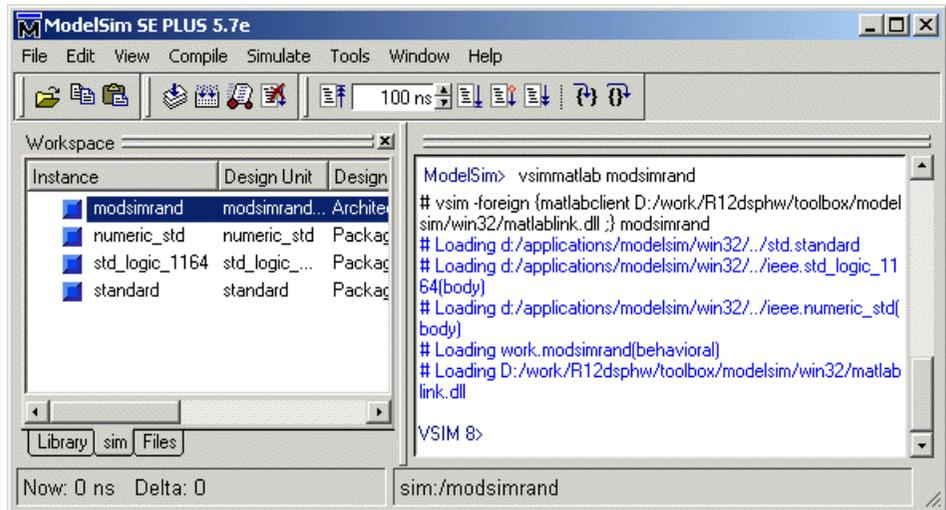 ModelSim SE PLUS 5.7e
File Edit View Compile Simulate Tools Window Help
100 ns
Workspace
Instance Design Unit Design
modsimrand modsimrand... Archite
numeric_std numeric_std Packag
std_logic_1164 std_logic_... Packag
standard standard Packag
Library sim Files
ModelSim> vsimmatlab modsimrand
# vsim -foreign {matlabclient D:/work/R12dsphw/toolbox/model
sim/win32/matlablink.dll ;} modsimrand
# Loading d:/applications/modelsim/win32/../std.standard
# Loading d:/applications/modelsim/win32/../ieee.std_logic_11
64(body)
# Loading d:/applications/modelsim/win32/../ieee.numeric_std(
body)
# Loading work.modsimrand(behavioral)
# Loading D:/work/R12dsphw/toolbox/modelsim/win32/matlab
link.dll
VSIM 8>
Now: 0 ns Delta: 0
sim:/modsimrand